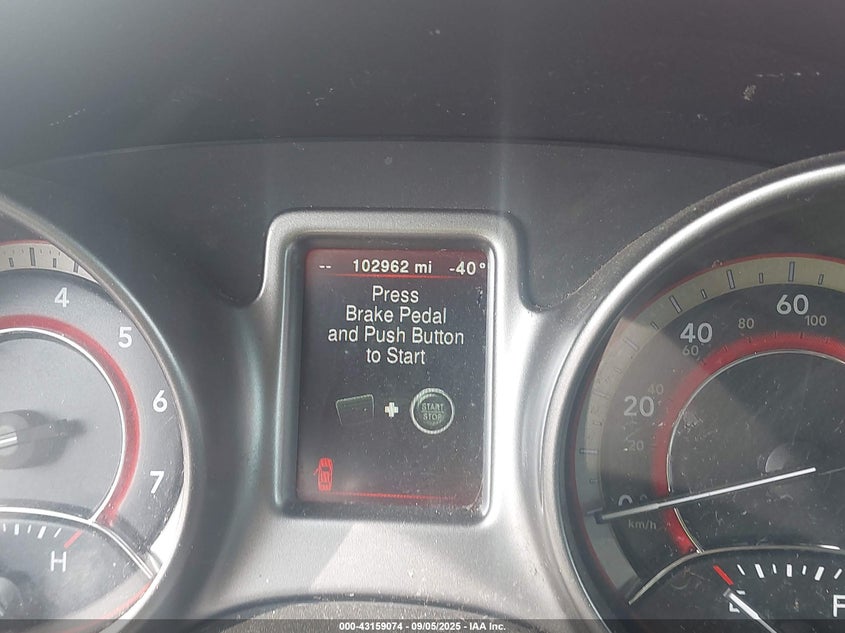 -- 102962 mi -40°
Press
Brake Pedal
and Push Button
to Start
START
STOP
4
5
6
7
H
60
100
40
80
60
20
40
20
0
km/h
E
F
000-43159074 - 09/05/2025 - IAA Inc.